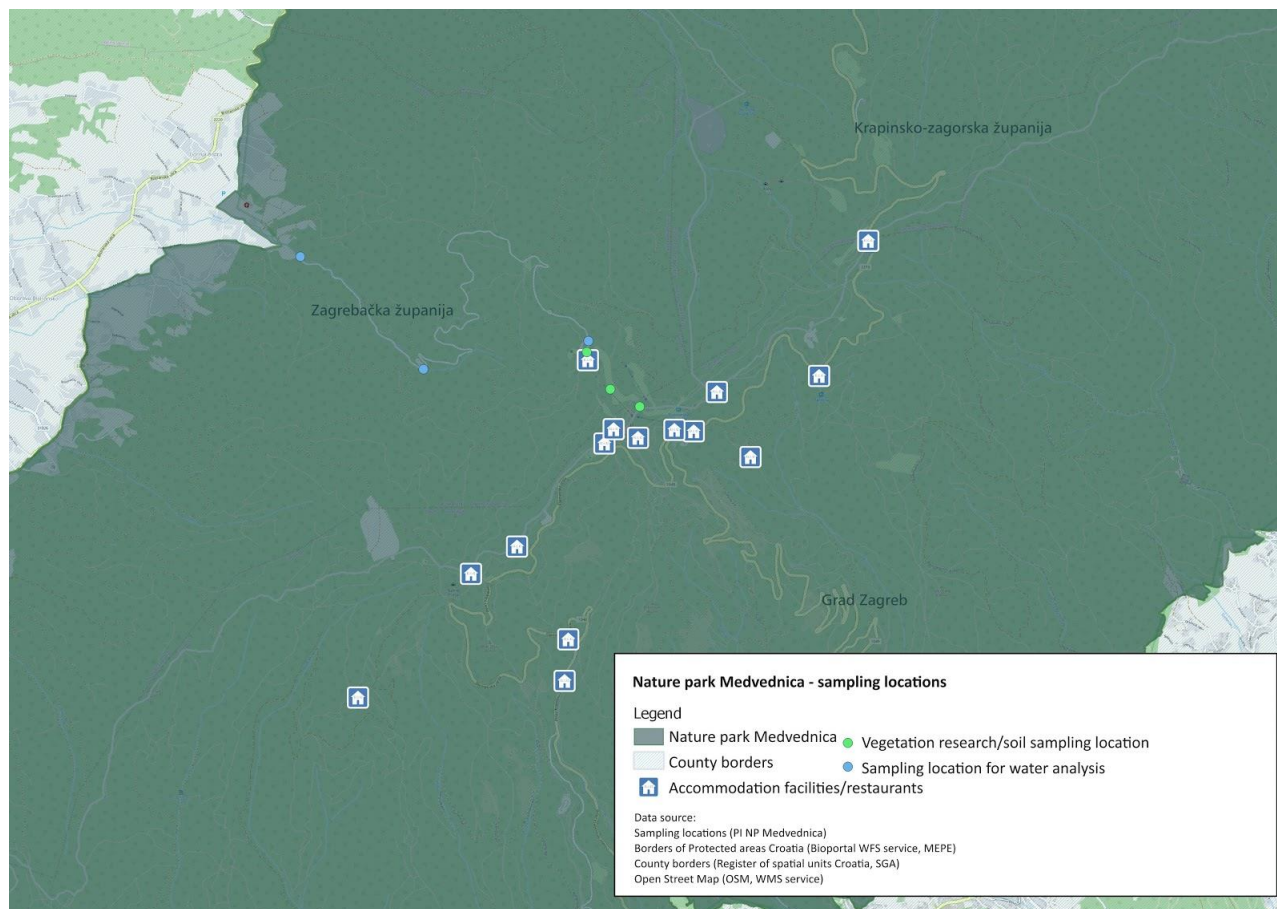 Krapinsko-zagorska županija
Zagrebačka županija
Grad Zagreb
Nature park Medvednica - sampling locations
Legend
Nature park Medvednica
County borders
Accommodation facilities/restaurants
Vegetation research/soil sampling location
Sampling location for water analysis
Data source:
Sampling locations (PI NP Medvednica)
Borders of Protected areas Croatia (Bioportal WFS service, MEPE)
County borders (Register of spatial units Croatia, SGA)
Open Street Map (OSM, WMS service)